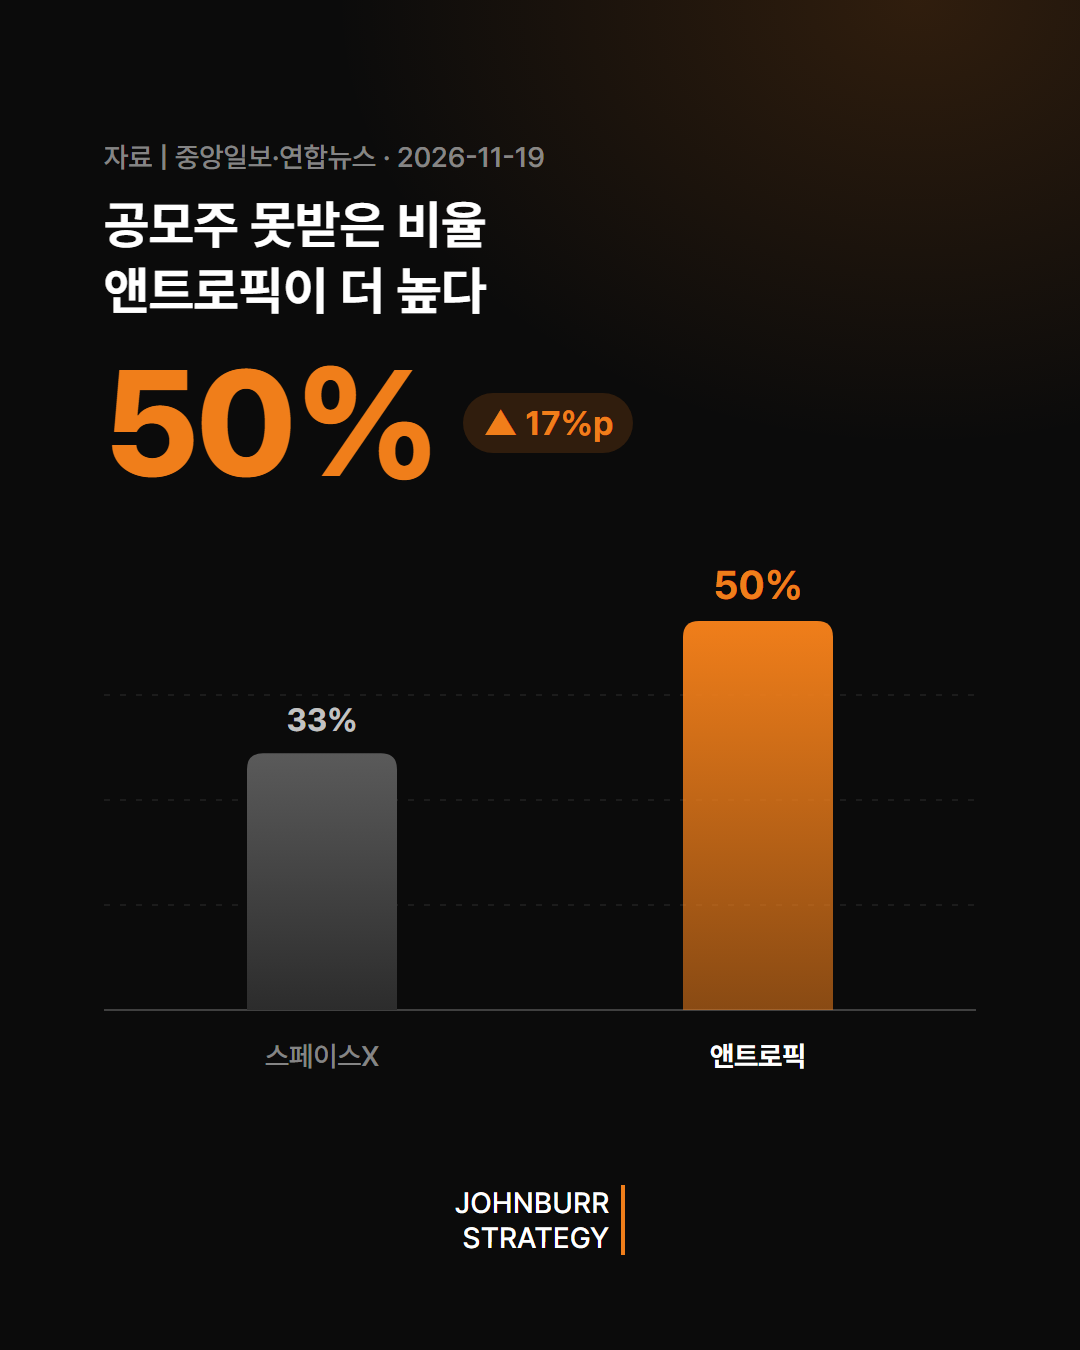 자료 | 중앙일보·연합뉴스 · 2026-11-19
공모주 못받은 비율
앤트로픽이 더 높다
50%
▲ 17%p
50%
33%
스페이스X
앤트로픽
JOHNBURR
STRATEGY